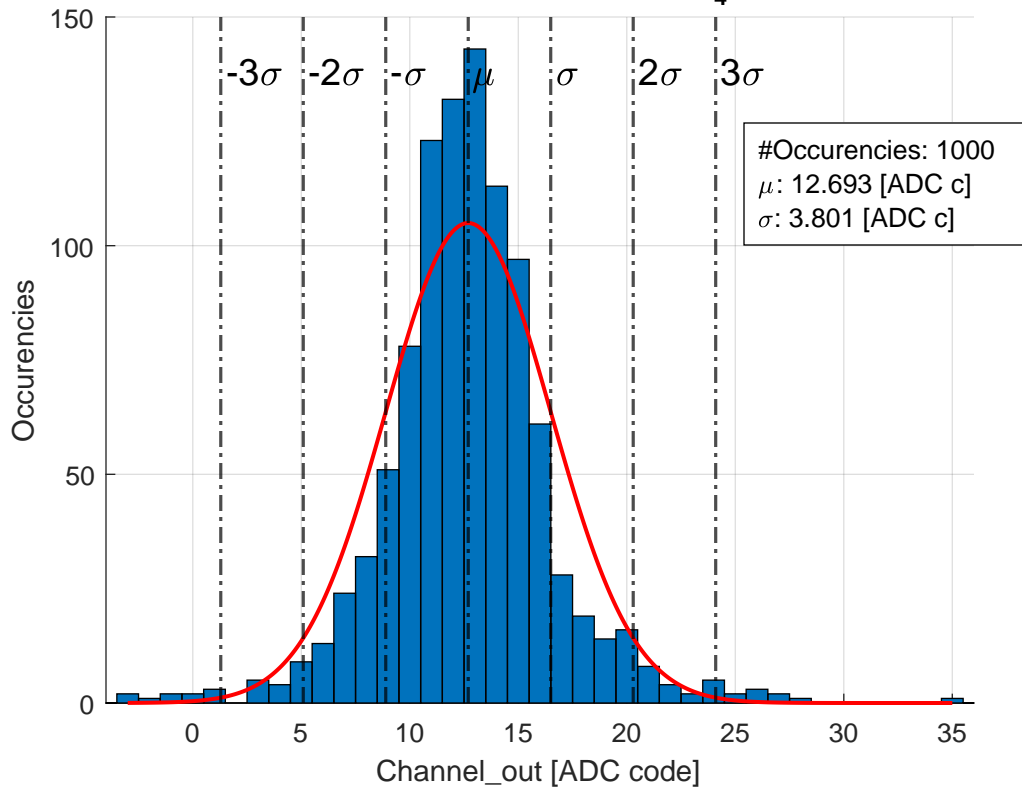 4
150
-3σ -2σ -σ μ σ 2σ 3σ
#Occurencies: 1000
μ: 12.693 [ADC c]
σ: 3.801 [ADC c]
100
Occurencies
50
0
0 5 10 15 20 25 30 35
Channel_out [ADC code]